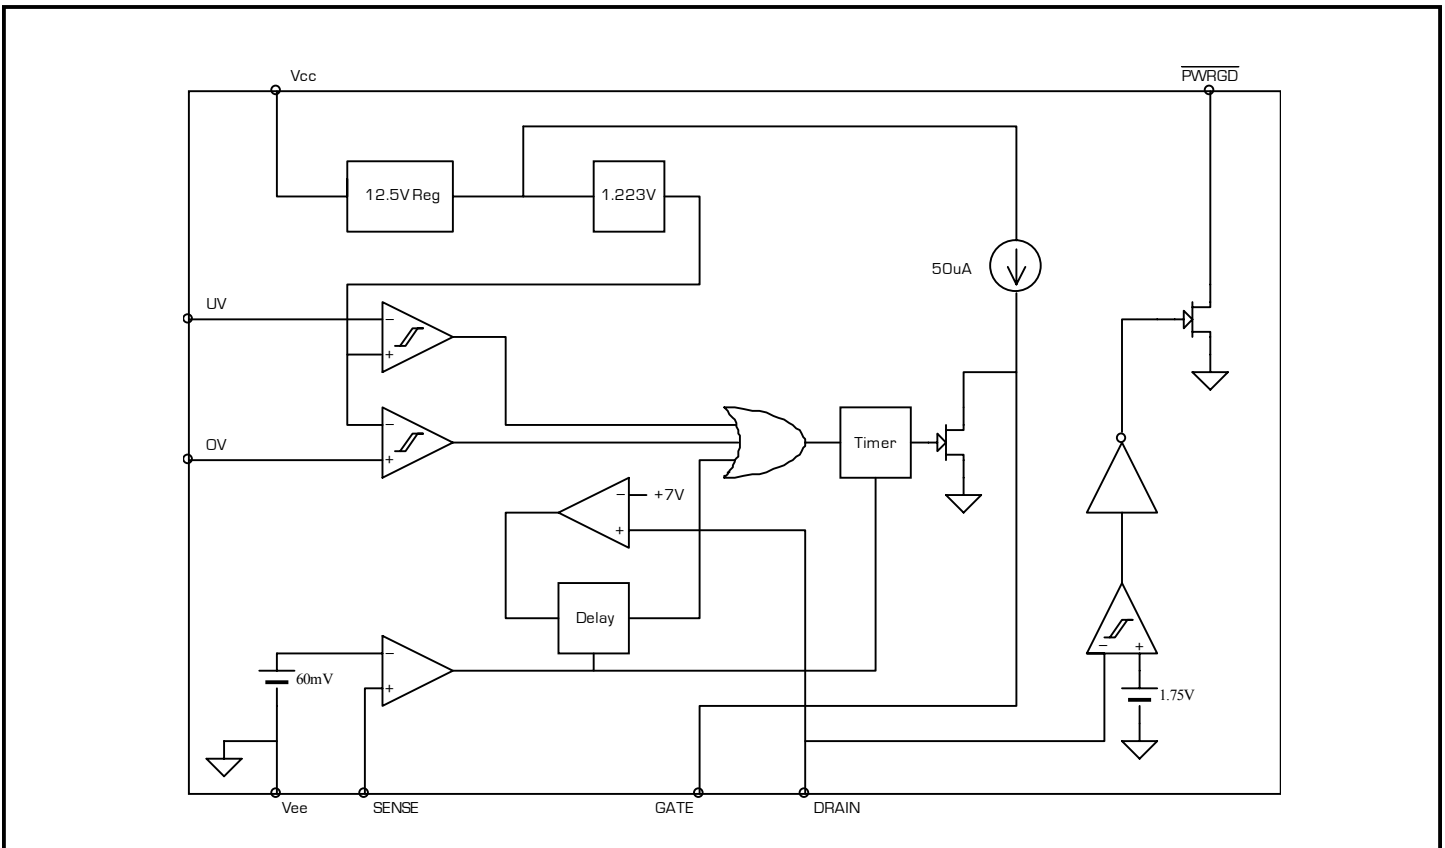 Vcc
PWRGD
12.5V Reg
1.223V
50uA
UV
−
+
OV
−
+
Timer
− +7V
+
Delay
−
60mV
+
− +
1.75V
Vee
SENSE
GATE
DRAIN